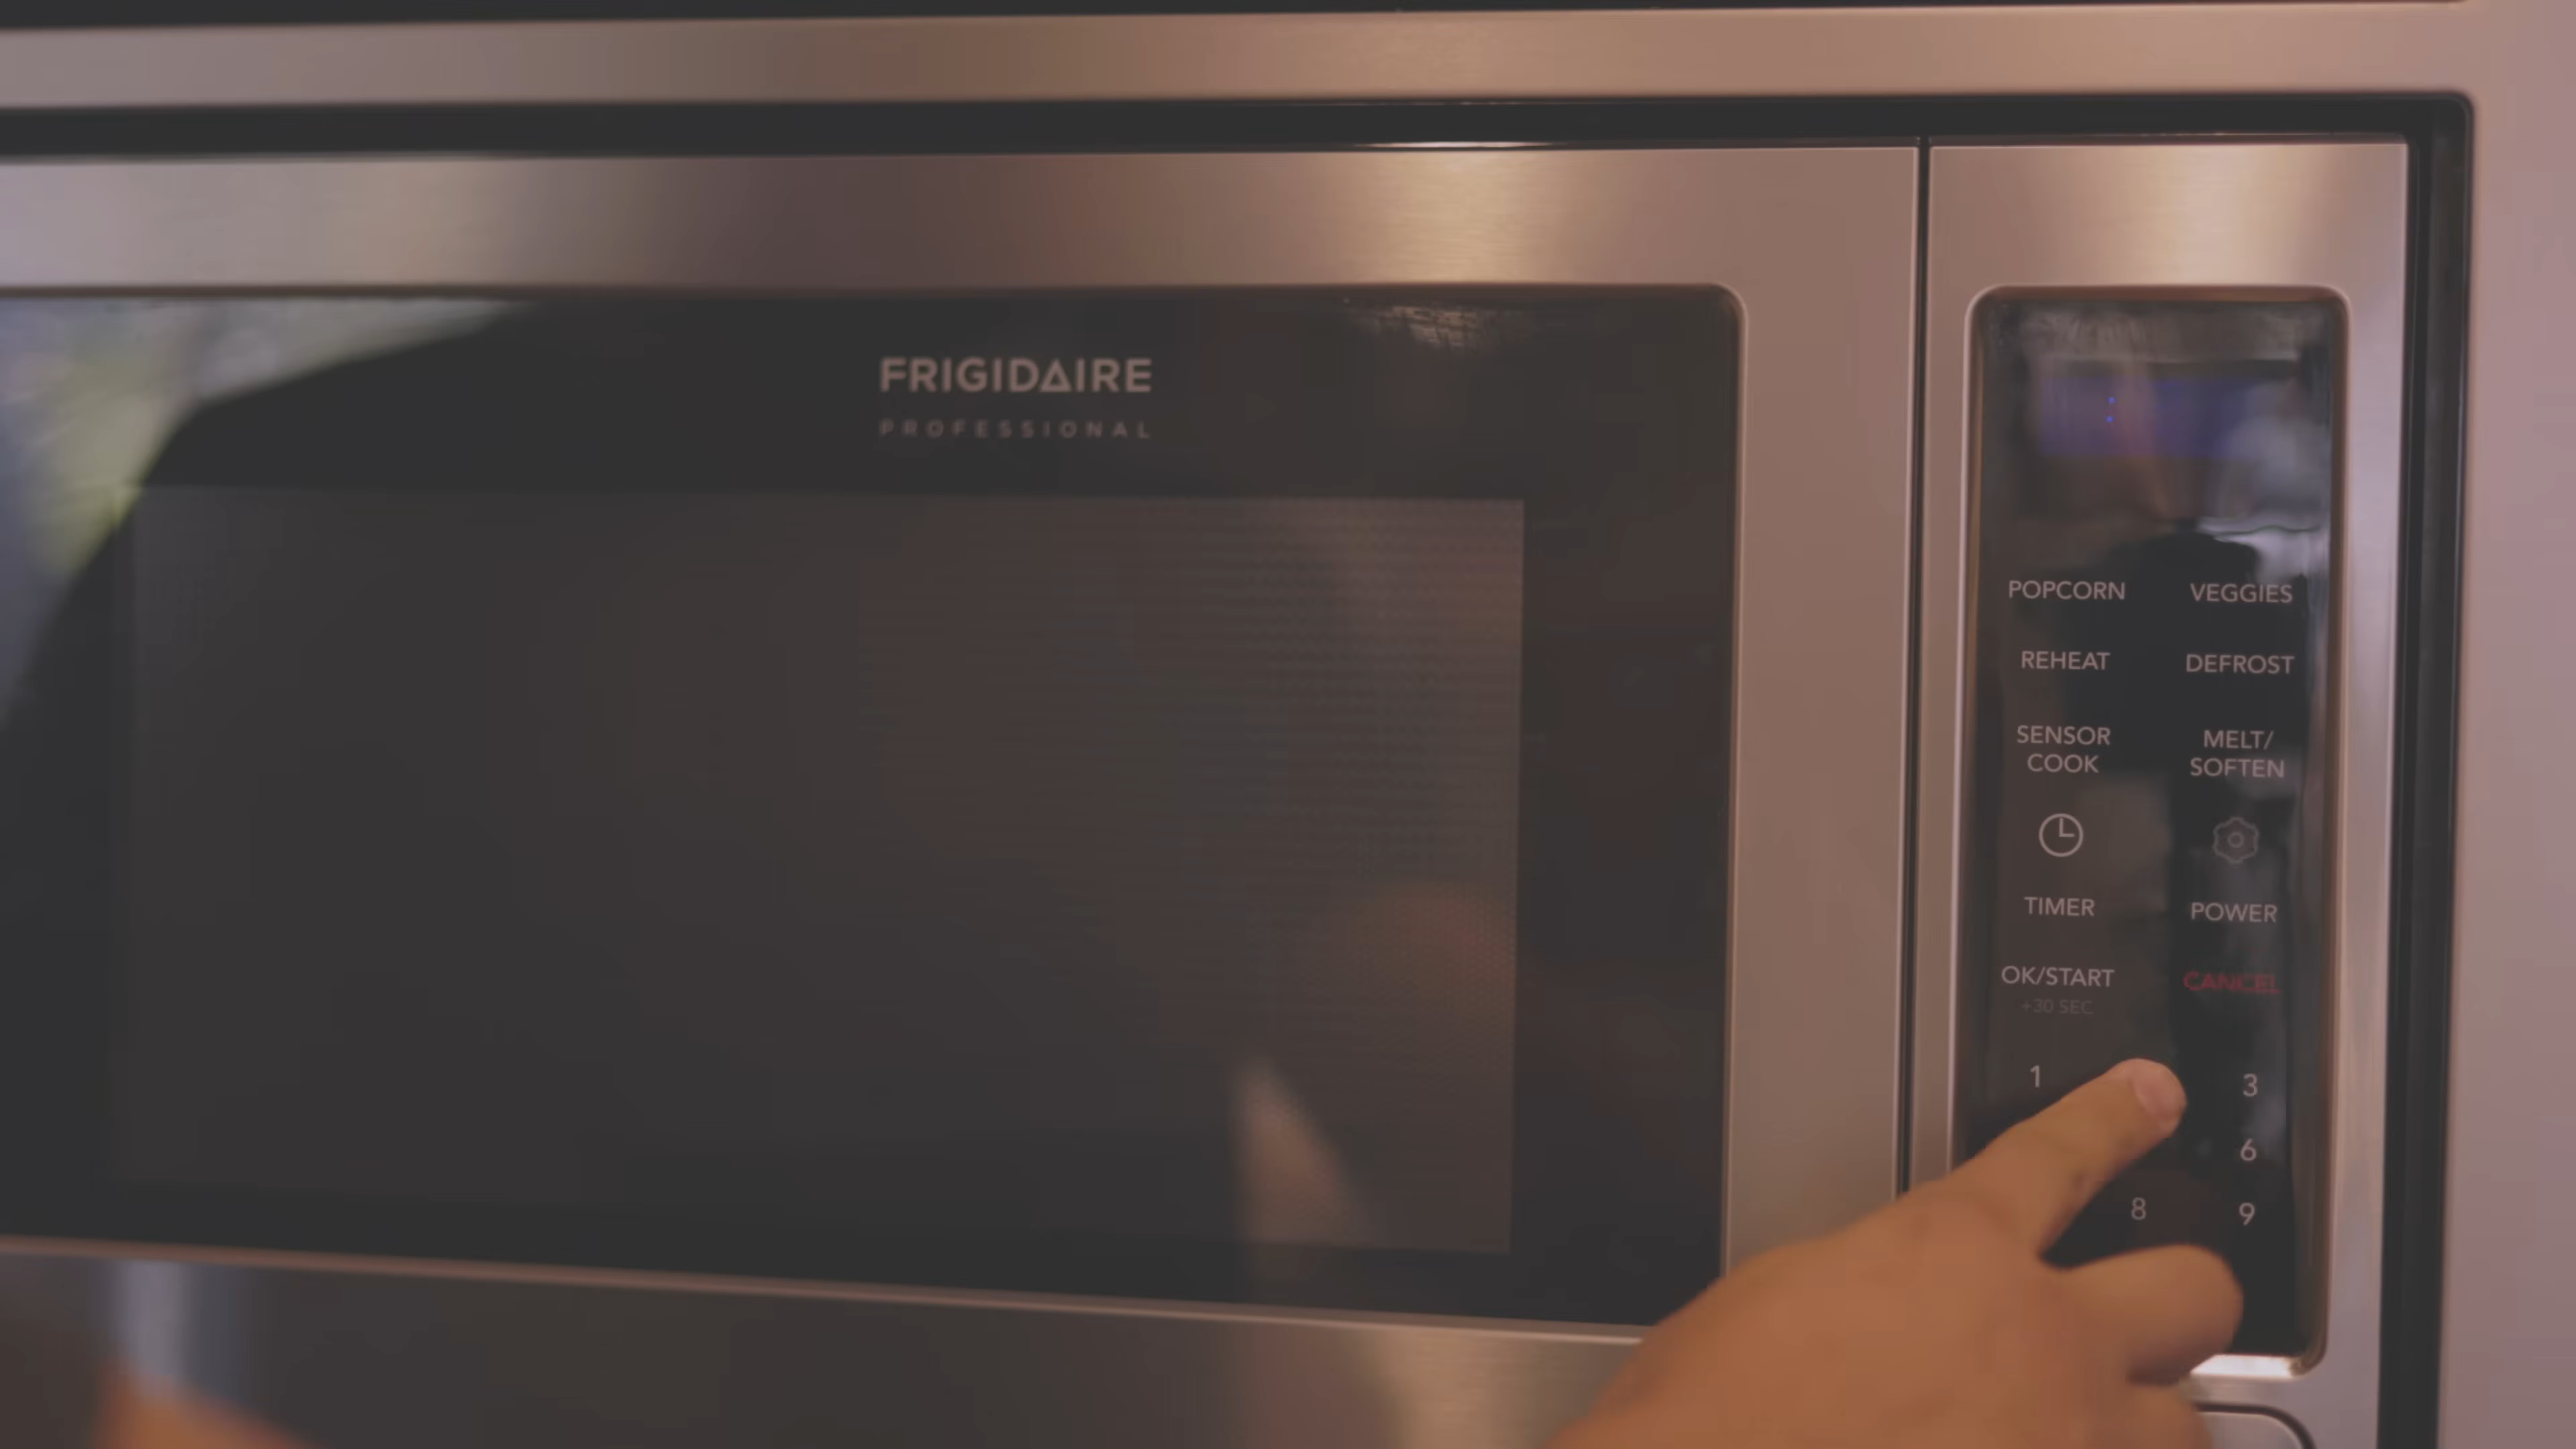 FRIGIDAIRE
PROFESSIONAL
POPCORN VEGGIES
REHEAT DEFROST
SENSOR COOK
MELT/ SOFTEN
TIMER POWER
OK/START CANCEL
+30 SEC
1 3
6
8 9